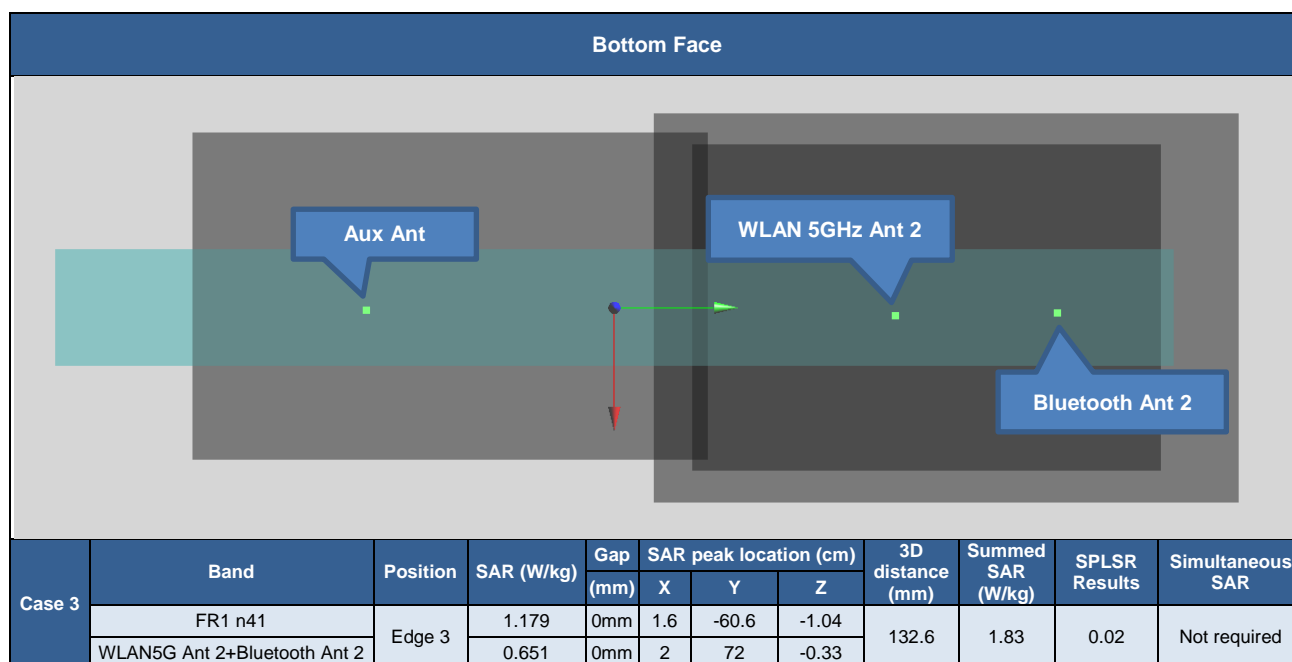 Bottom Face
Aux Ant
WLAN 5GHz Ant 2
Bluetooth Ant 2
Case 3 Band Position SAR (W/kg) Gap (mm) SAR peak location (cm) X Y Z 3D distance (mm) Summed SAR (W/kg) SPLSR Results Simultaneous SAR
FR1 n41 Edge 3 1.179 0mm 1.6 -60.6 -1.04 132.6 1.83 0.02 Not required
WLAN5G Ant 2+Bluetooth Ant 2 0.651 0mm 2 72 -0.33